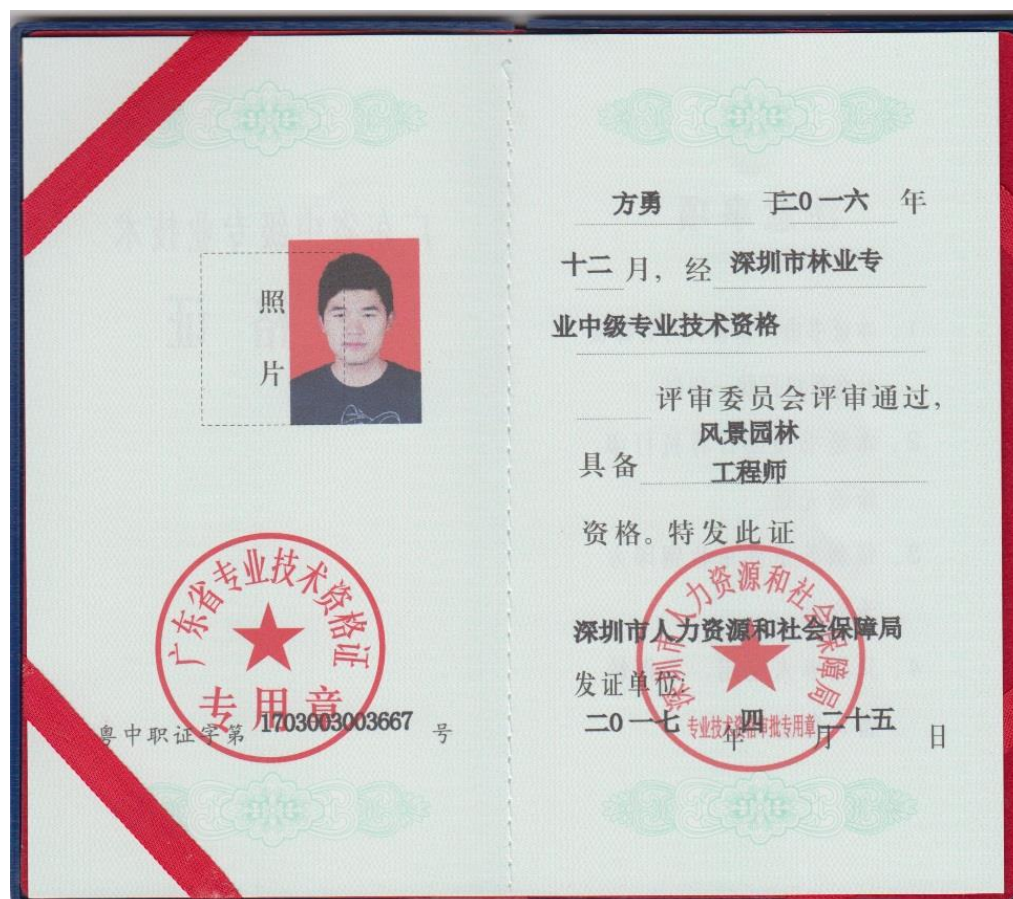 照
片
广东省专业技术资格证
专用章
粤中职证字第 1703003003667 号
方勇 于二0一六 年
十二 月，经 深圳市林业专
业中级专业技术资格
评审委员会评审通过，
风景园林
具备 工程师
资格。特发此证
深圳市人力资源和社会保障局
深圳市人力资源和社会保障局
发证单位：
专业技术资格审批专用章
二0一七 年 四 月 二十五 日